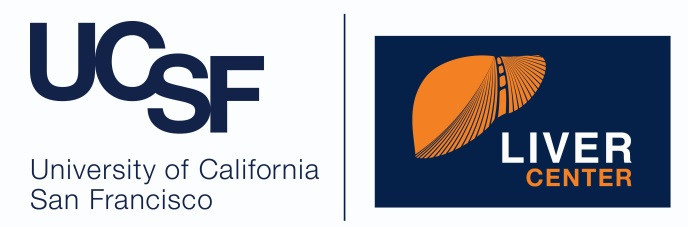 UCSF
University of California
San Francisco
LIVER
CENTER